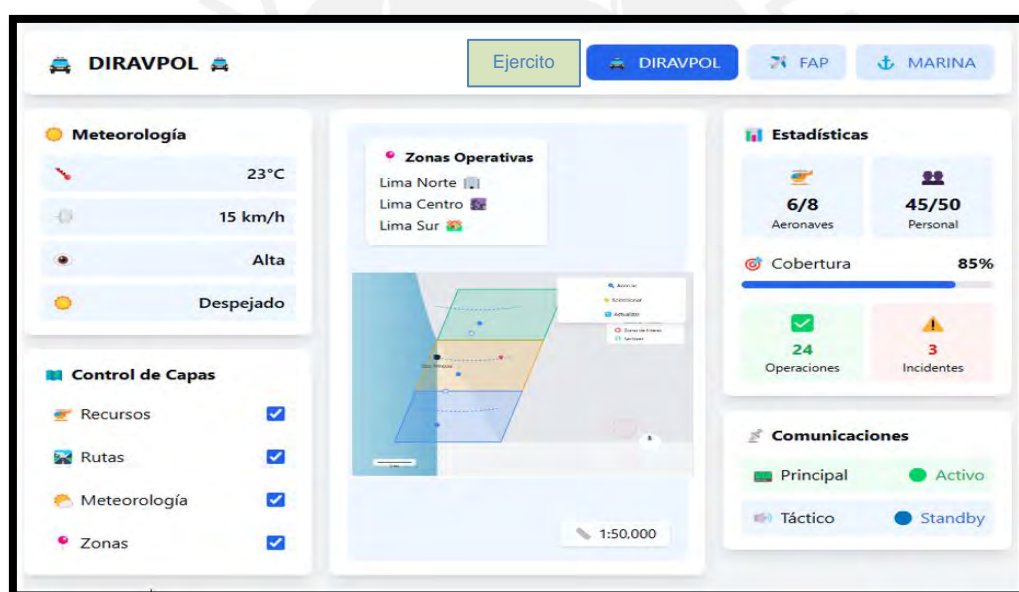 DIRAVPOL
Ejercito
DIRAVPOL
FAP
MARINA
Meteorología
23°C
15 km/h
Alta
Despejado
Control de Capas
Recursos
Rutas
Meteorología
Zonas
Zonas Operativas
Lima Norte
Lima Centro
Lima Sur
Seleccionar
Actualizar
1:50,000
Estadísticas
6/8
Aeronaves
45/50
Personal
Cobertura 85%
24
Operaciones
3
Incidentes
Comunicaciones
Principal Activo
Táctico Standby